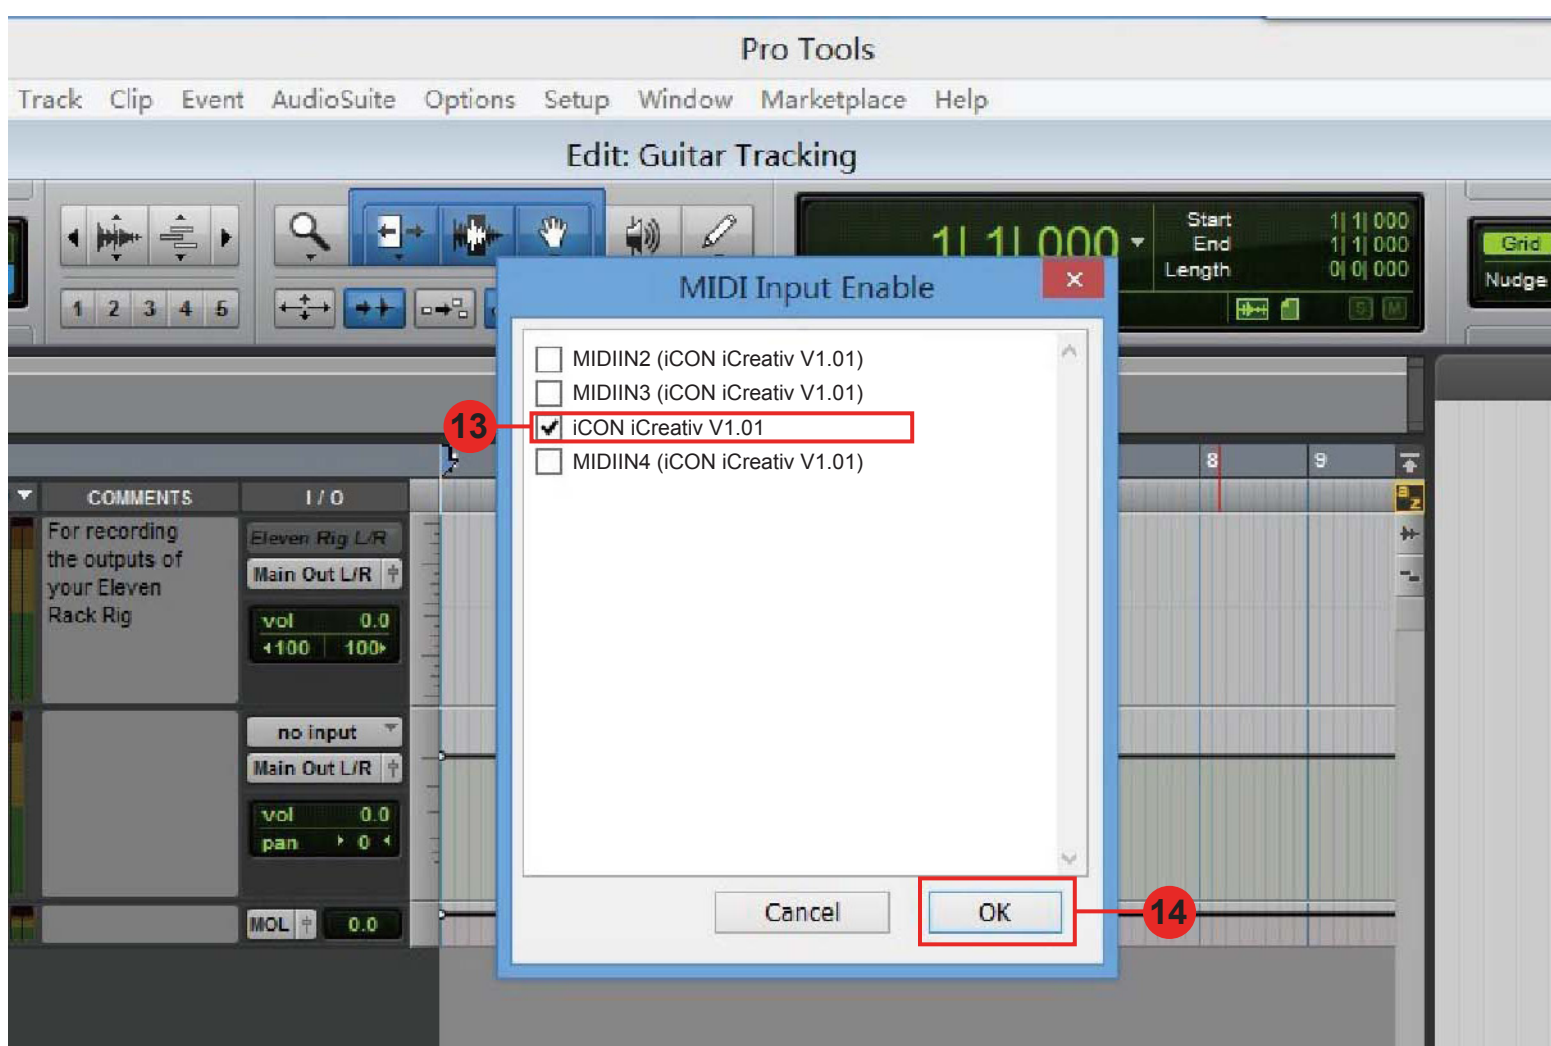 Pro Tools
Track Clip Event AudioSuite Options Setup Window Marketplace Help
Edit: Guitar Tracking
1| 1| 000
Start 1| 1| 000
End 1| 1| 000
Length 0| 0| 000
Grid
Nudge
1 2 3 4 5
S M
MIDI Input Enable
MIDIIN2 (iCON iCreativ V1.01)
MIDIIN3 (iCON iCreativ V1.01)
13
iCON iCreativ V1.01
MIDIIN4 (iCON iCreativ V1.01)
8 9
COMMENTS I / O
a z
For recording
the outputs of
your Eleven
Rack Rig
Eleven Rig L/R
Main Out L/R
vol 0.0
100 100
no input
Main Out L/R
vol 0.0
pan 0
MOL 0.0
Cancel OK
14